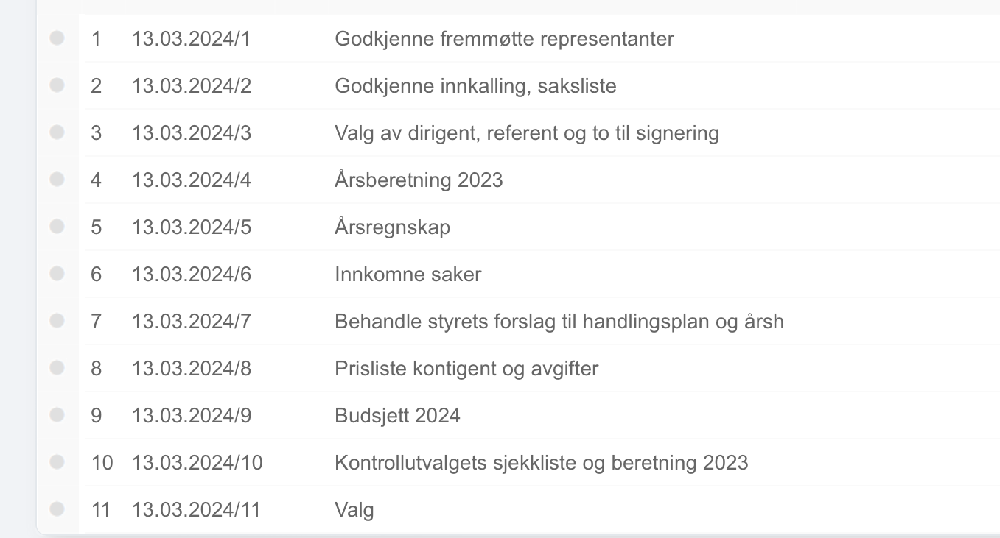 1 13.03.2024/1 Godkjenne fremmøtte representanter
2 13.03.2024/2 Godkjenne innkalling, saksliste
3 13.03.2024/3 Valg av dirigent, referent og to til signering
4 13.03.2024/4 Årsberetning 2023
5 13.03.2024/5 Årsregnskap
6 13.03.2024/6 Innkomne saker
7 13.03.2024/7 Behandle styrets forslag til handlingsplan og årsh
8 13.03.2024/8 Prisliste kontigent og avgifter
9 13.03.2024/9 Budsjett 2024
10 13.03.2024/10 Kontrollutvalgets sjekkliste og beretning 2023
11 13.03.2024/11 Valg